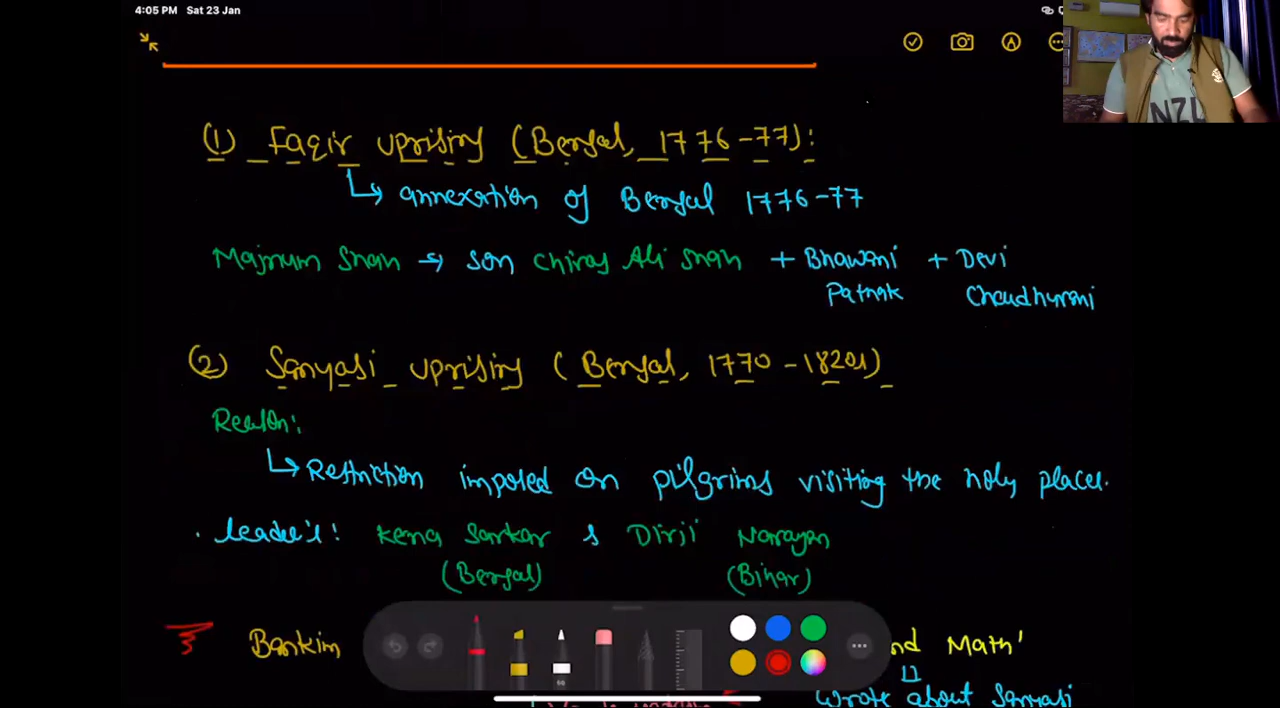 4:05 PM Sat 23 Jan
(1) Faqir uprising (Bengal, 1776-77):
↳ annexation of Bengal 1776-77
Majnum Shah → son Chirag Ali Shah + Bhawani Pathak + Devi Chaudhurani
(2) Sanyasi uprising (Bengal, 1770-1820s)
Reason:
↳ Restriction imposed on pilgrims visiting the holy places.
. leader's: Kena Sarkar & Dirji Narayan
(Bengal) (Bihar)
Bankim nd Math'
Wrote about Sanyasi
NZL